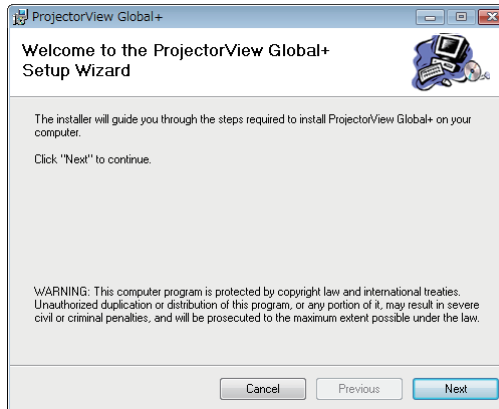 ProjectorView Global+
Welcome to the ProjectorView Global+
Setup Wizard
The installer will guide you through the steps required to install ProjectorView Global+ on your
computer.
Click "Next" to continue.
WARNING: This computer program is protected by copyright law and international treaties.
Unauthorized duplication or distribution of this program, or any portion of it, may result in severe
civil or criminal penalties, and will be prosecuted to the maximum extent possible under the law.
Cancel Previous Next